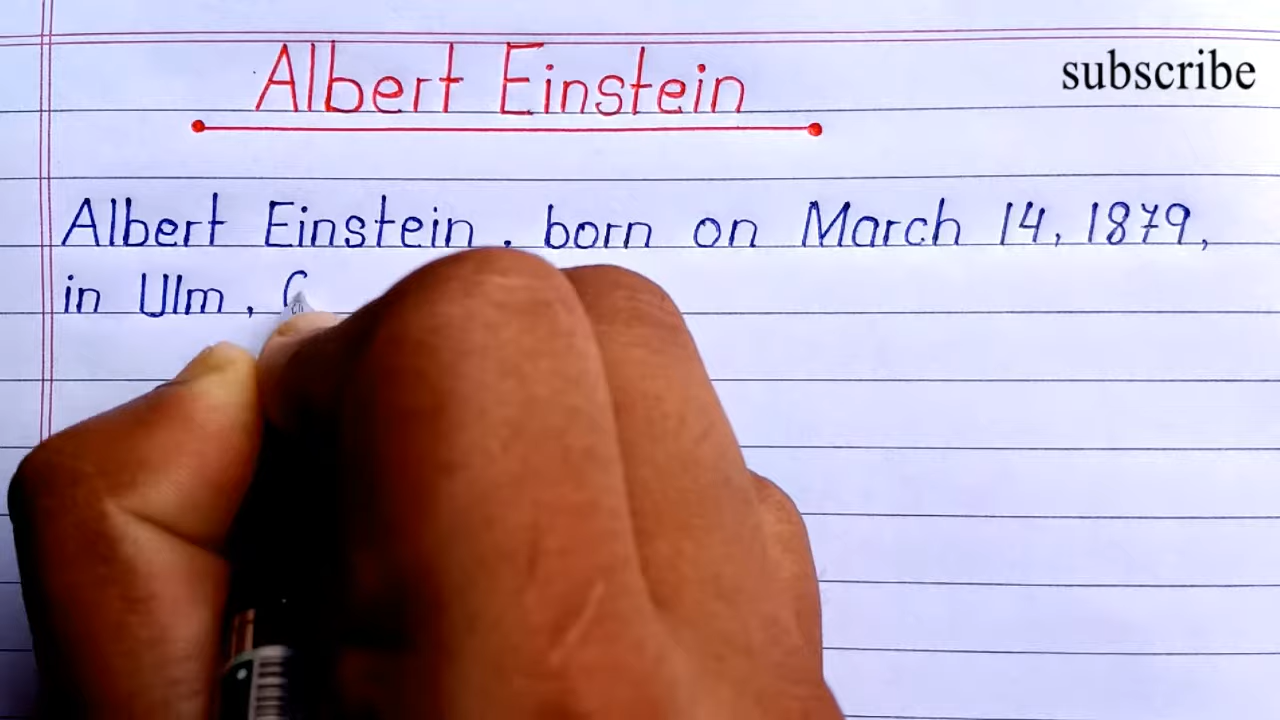 Albert Einstein
subscribe
Albert Einstein, born on March 14, 1879,
in Ulm,